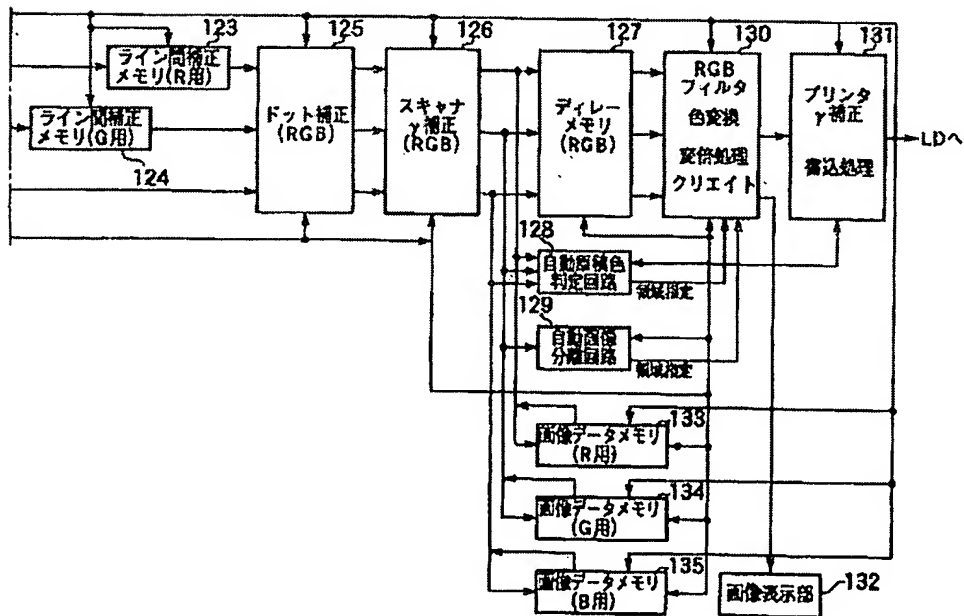 123
ライン間補正
メモリ(R用)
ライン間補正
メモリ(G用)
124
125
ドット補正
(RGB)
126
スキャナ
γ補正
(RGB)
127
ディレー
メモリ
(RGB)
130
RGB
フィルタ
色変換
変倍処理
クリエイト
131
プリンタ
γ補正
書込処理
LDへ
128
自動原稿色
判定回路
領域指定
129
自動画像
分離回路
領域指定
133
画像データメモリ
(R用)
134
画像データメモリ
(G用)
135
画像データメモリ
(B用)
画像表示部
132